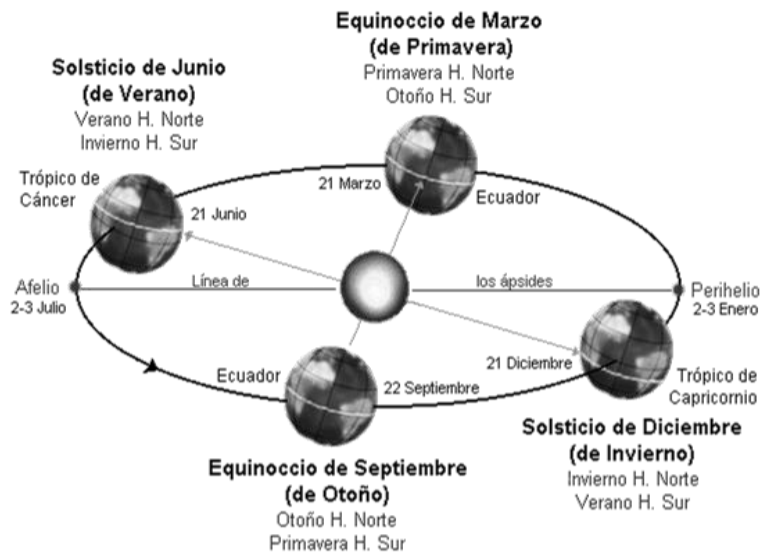 Equinoccio de Marzo
(de Primavera)
Primavera H. Norte
Otoño H. Sur
Solsticio de Junio
(de Verano)
Verano H. Norte
Invierno H. Sur
Trópico de
Cáncer
21 Junio
21 Marzo
Ecuador
Afelio
2-3 Julio
Línea de
los ápsides
Perihelio
2-3 Enero
Ecuador
22 Septiembre
21 Diciembre
Trópico de
Capricornio
Equinoccio de Septiembre
(de Otoño)
Otoño H. Norte
Primavera H. Sur
Solsticio de Diciembre
(de Invierno)
Invierno H. Norte
Verano H. Sur